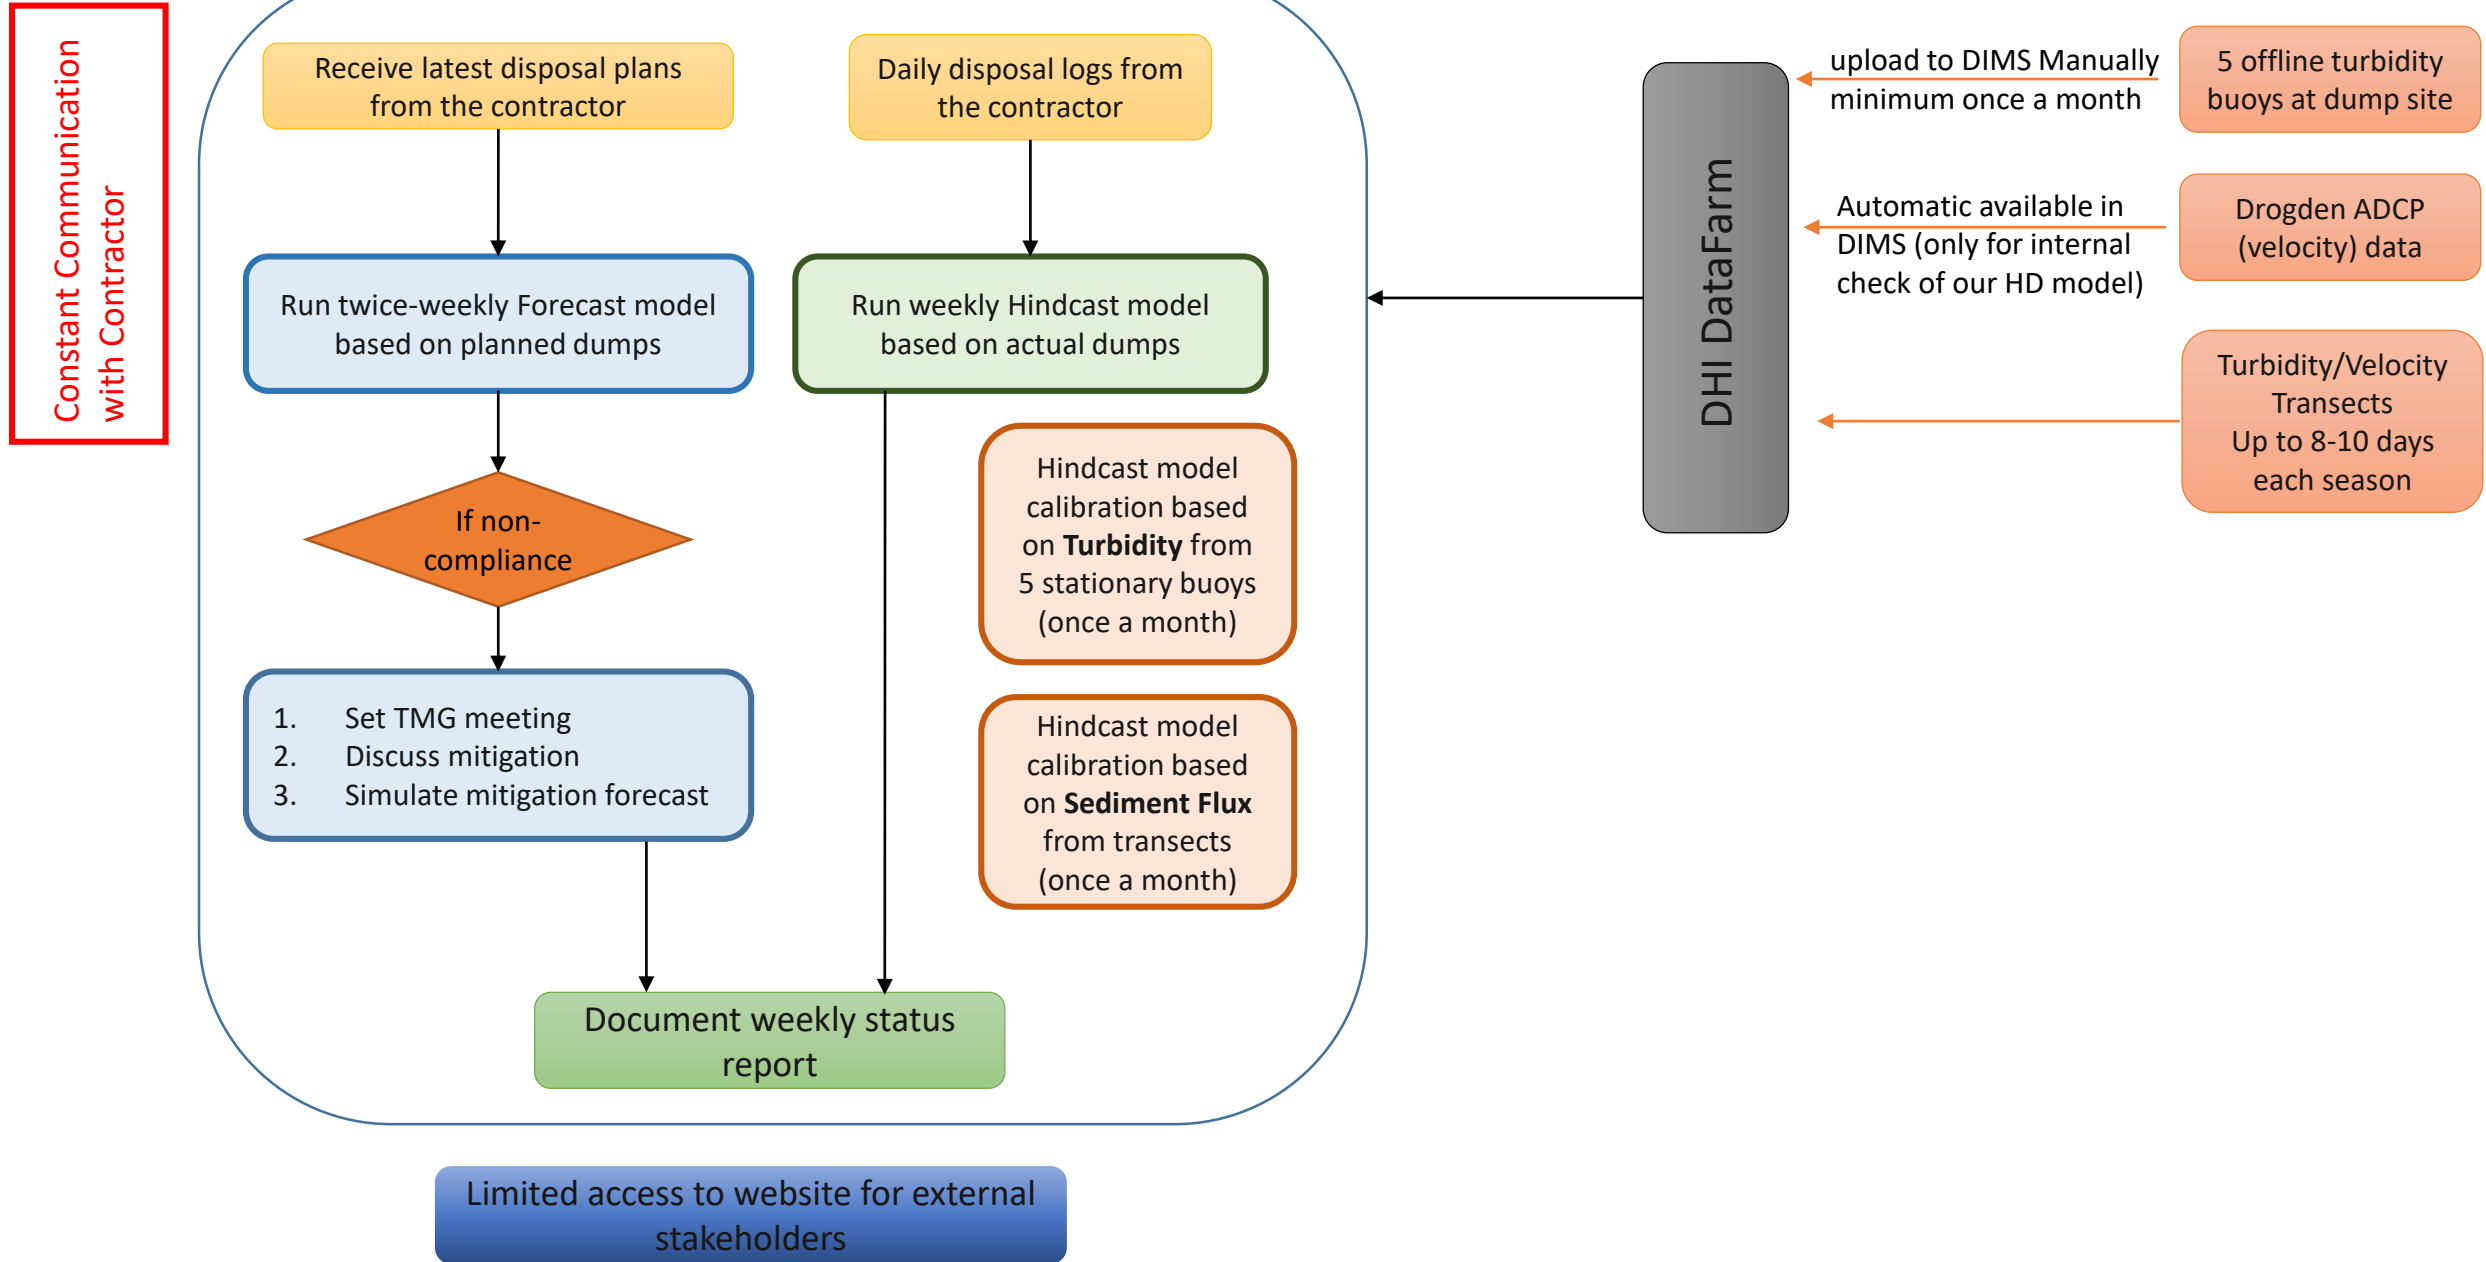 Constant Communication
with Contractor
Receive latest disposal plans
from the contractor
Daily disposal logs from
the contractor
Run twice-weekly Forecast model
based on planned dumps
Run weekly Hindcast model
based on actual dumps
If non-
compliance
Hindcast model
calibration based
on Turbidity from
5 stationary buoys
(once a month)
1. Set TMG meeting
2. Discuss mitigation
3. Simulate mitigation forecast
Hindcast model
calibration based
on Sediment Flux
from transects
(once a month)
Document weekly status
report
Limited access to website for external
stakeholders
DHI DataFarm
upload to DIMS Manually
minimum once a month
5 offline turbidity
buoys at dump site
Automatic available in
DIMS (only for internal
check of our HD model)
Drogden ADCP
(velocity) data
Turbidity/Velocity
Transects
Up to 8-10 days
each season